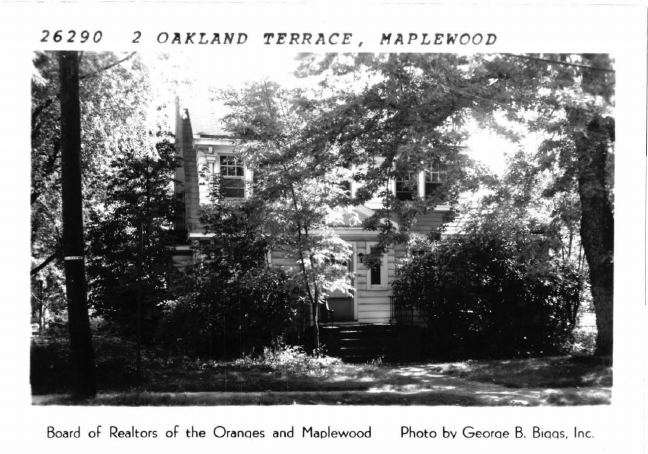 26290 2 OAKLAND TERRACE, MAPLEWOOD
Board of Realtors of the Oranges and Maplewood Photo by George B. Biggs, Inc.